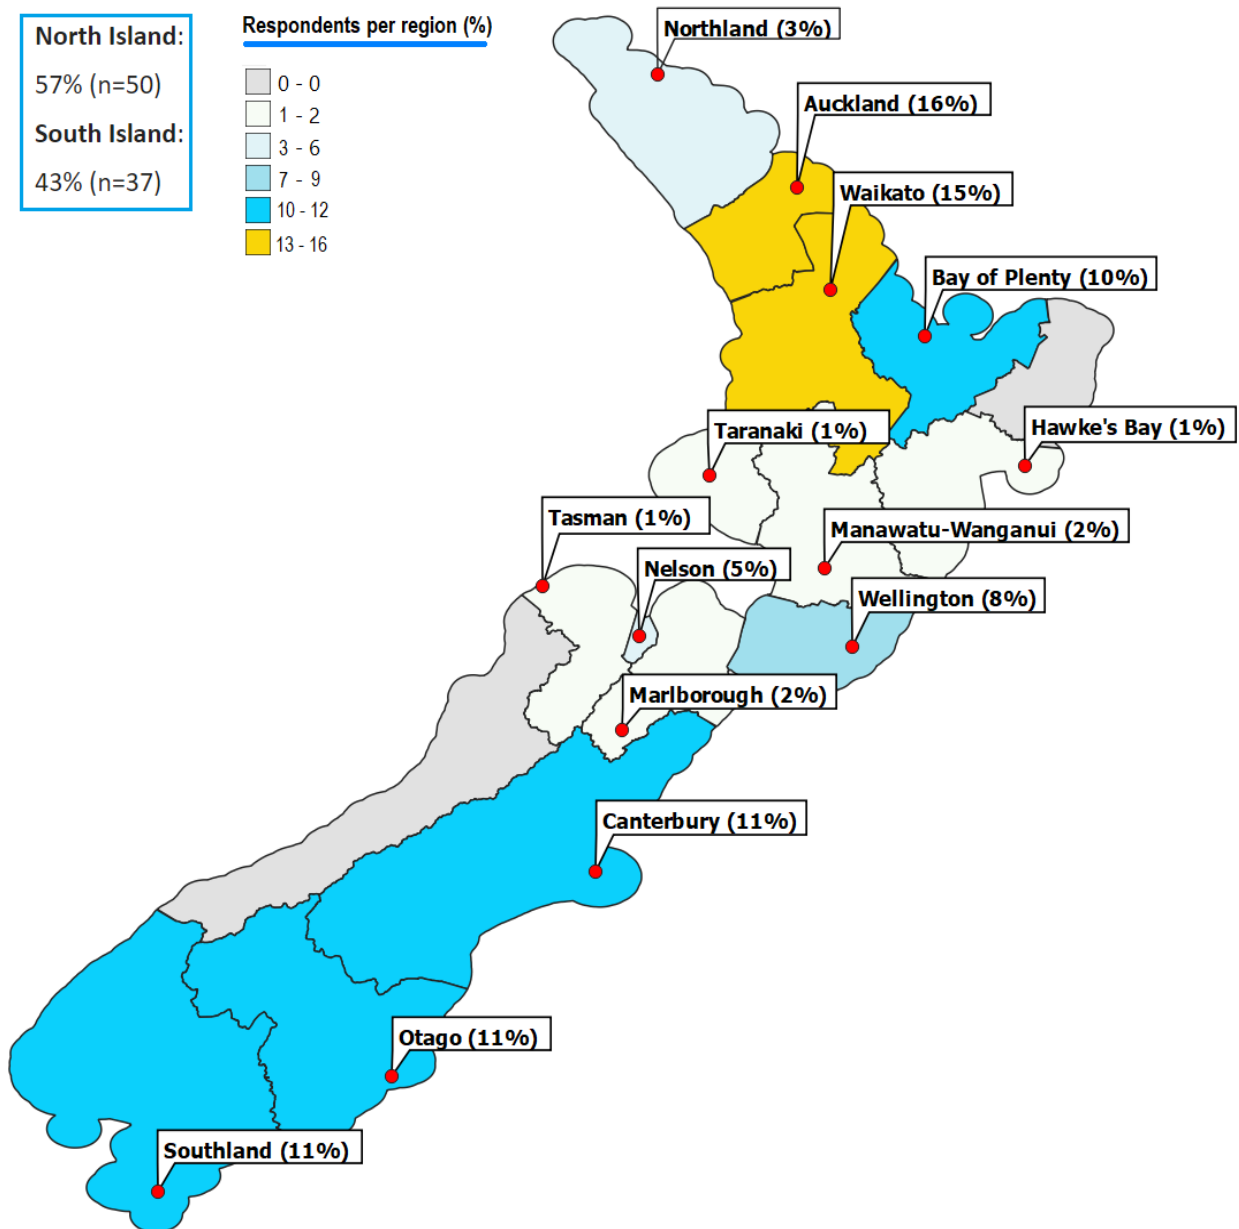 North Island:
57% (n=50)
South Island:
43% (n=37)
Respondents per region (%)
0 - 0
1 - 2
3 - 6
7 - 9
10 - 12
13 - 16
Northland (3%)
Auckland (16%)
Waikato (15%)
Bay of Plenty (10%)
Taranaki (1%)
Hawke's Bay (1%)
Tasman (1%)
Manawatu-Wanganui (2%)
Nelson (5%)
Wellington (8%)
Marlborough (2%)
Canterbury (11%)
Otago (11%)
Southland (11%)